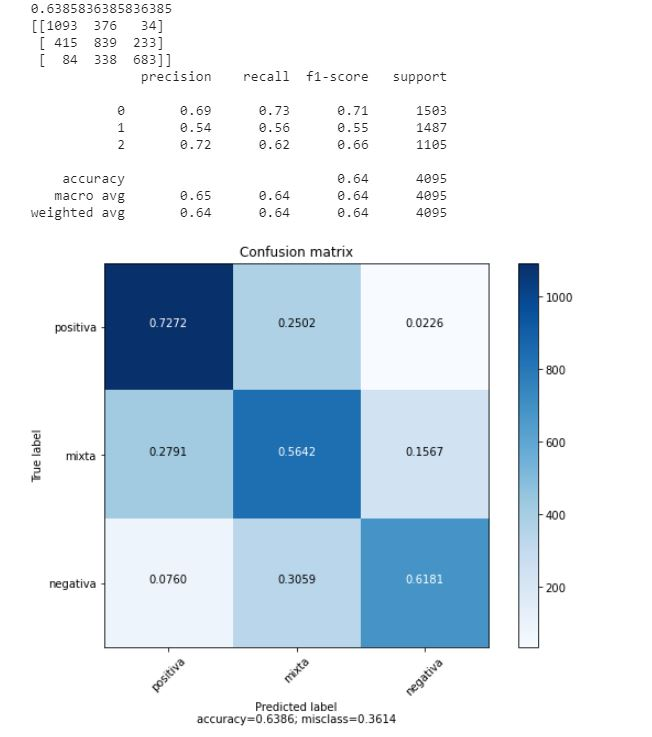 0.6385836385836385
[[1093 376 34]
[ 415 839 233]
[ 84 338 683]]
precision recall f1-score support
0 0.69 0.73 0.71 1503
1 0.54 0.56 0.55 1487
2 0.72 0.62 0.66 1105
accuracy 0.64 4095
macro avg 0.65 0.64 0.64 4095
weighted avg 0.64 0.64 0.64 4095
Confusion matrix
positiva 0.7272 0.2502 0.0226
mixta 0.2791 0.5642 0.1567
negativa 0.0760 0.3059 0.6181
True label
positiva mixta negativa
Predicted label
accuracy=0.6386; misclass=0.3614
1000
800
600
400
200